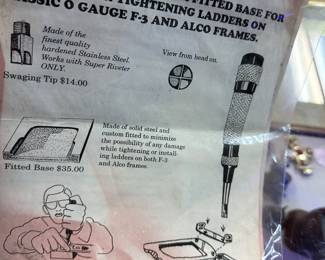 FITTED BASE FOR
TIGHTENING LADDERS ON
O GAUGE F-3 AND ALCO FRAMES.
Made of the
finest quality
hardened Stainless Steel.
Works with Super Riveter
ONLY.
View from head on.
Swaging Tip $14.00
Made of solid steel and
custom fitted to minimize
the possibility of any damage
while tightening or install-
ing ladders on both F-3
and Alco frames.
Fitted Base $35.00